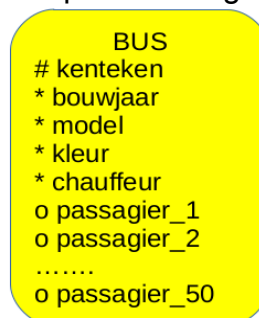 BUS
# kenteken
* bouwjaar
* model
* kleur
* chauffeur
o passagier_1
o passagier_2
.......
o passagier_50